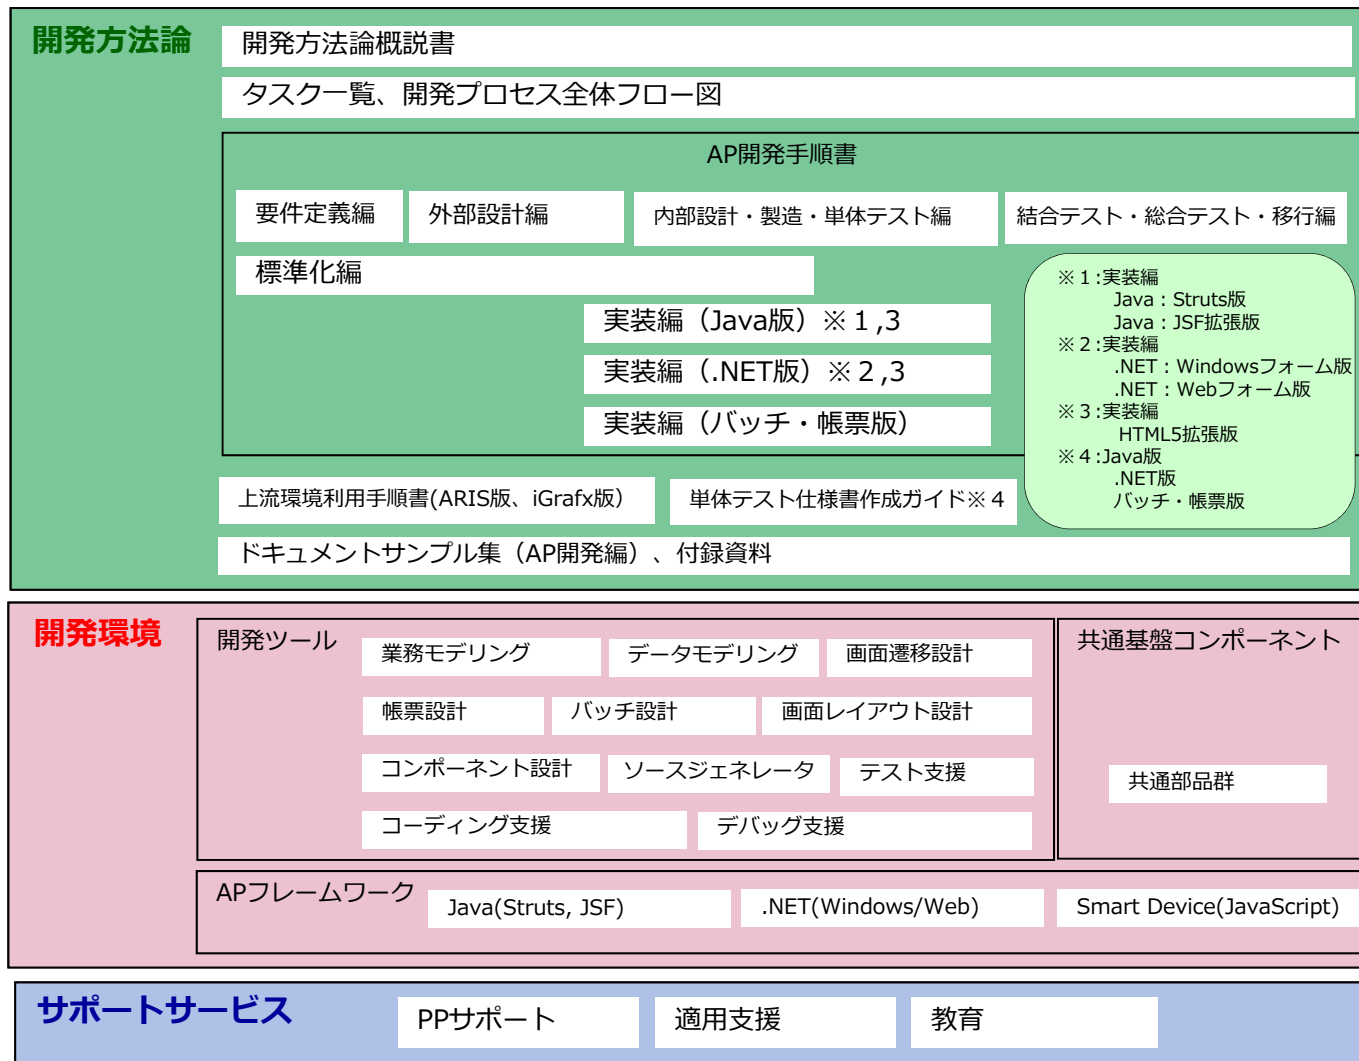 開発方法論
開発方法論概説書
タスク一覧、開発プロセス全体フロー図
AP開発手順書
要件定義編
外部設計編
内部設計・製造・単体テスト編
結合テスト・総合テスト・移行編
標準化編
実装編（Java版）※１,3
実装編（.NET版）※２,3
実装編（バッチ・帳票版）
※１:実装編
Java：Struts版
Java：JSF拡張版
※２:実装編
.NET：Windowsフォーム版
.NET：Webフォーム版
※３:実装編
HTML5拡張版
※４:Java版
.NET版
バッチ・帳票版
上流環境利用手順書(ARIS版、iGrafx版）
単体テスト仕様書作成ガイド※４
ドキュメントサンプル集（AP開発編）、付録資料
開発環境
開発ツール
業務モデリング
データモデリング
画面遷移設計
帳票設計
バッチ設計
画面レイアウト設計
コンポーネント設計
ソースジェネレータ
テスト支援
コーディング支援
デバッグ支援
共通基盤コンポーネント
共通部品群
APフレームワーク
Java(Struts, JSF)
.NET(Windows/Web)
Smart Device(JavaScript)
サポートサービス
PPサポート
適用支援
教育